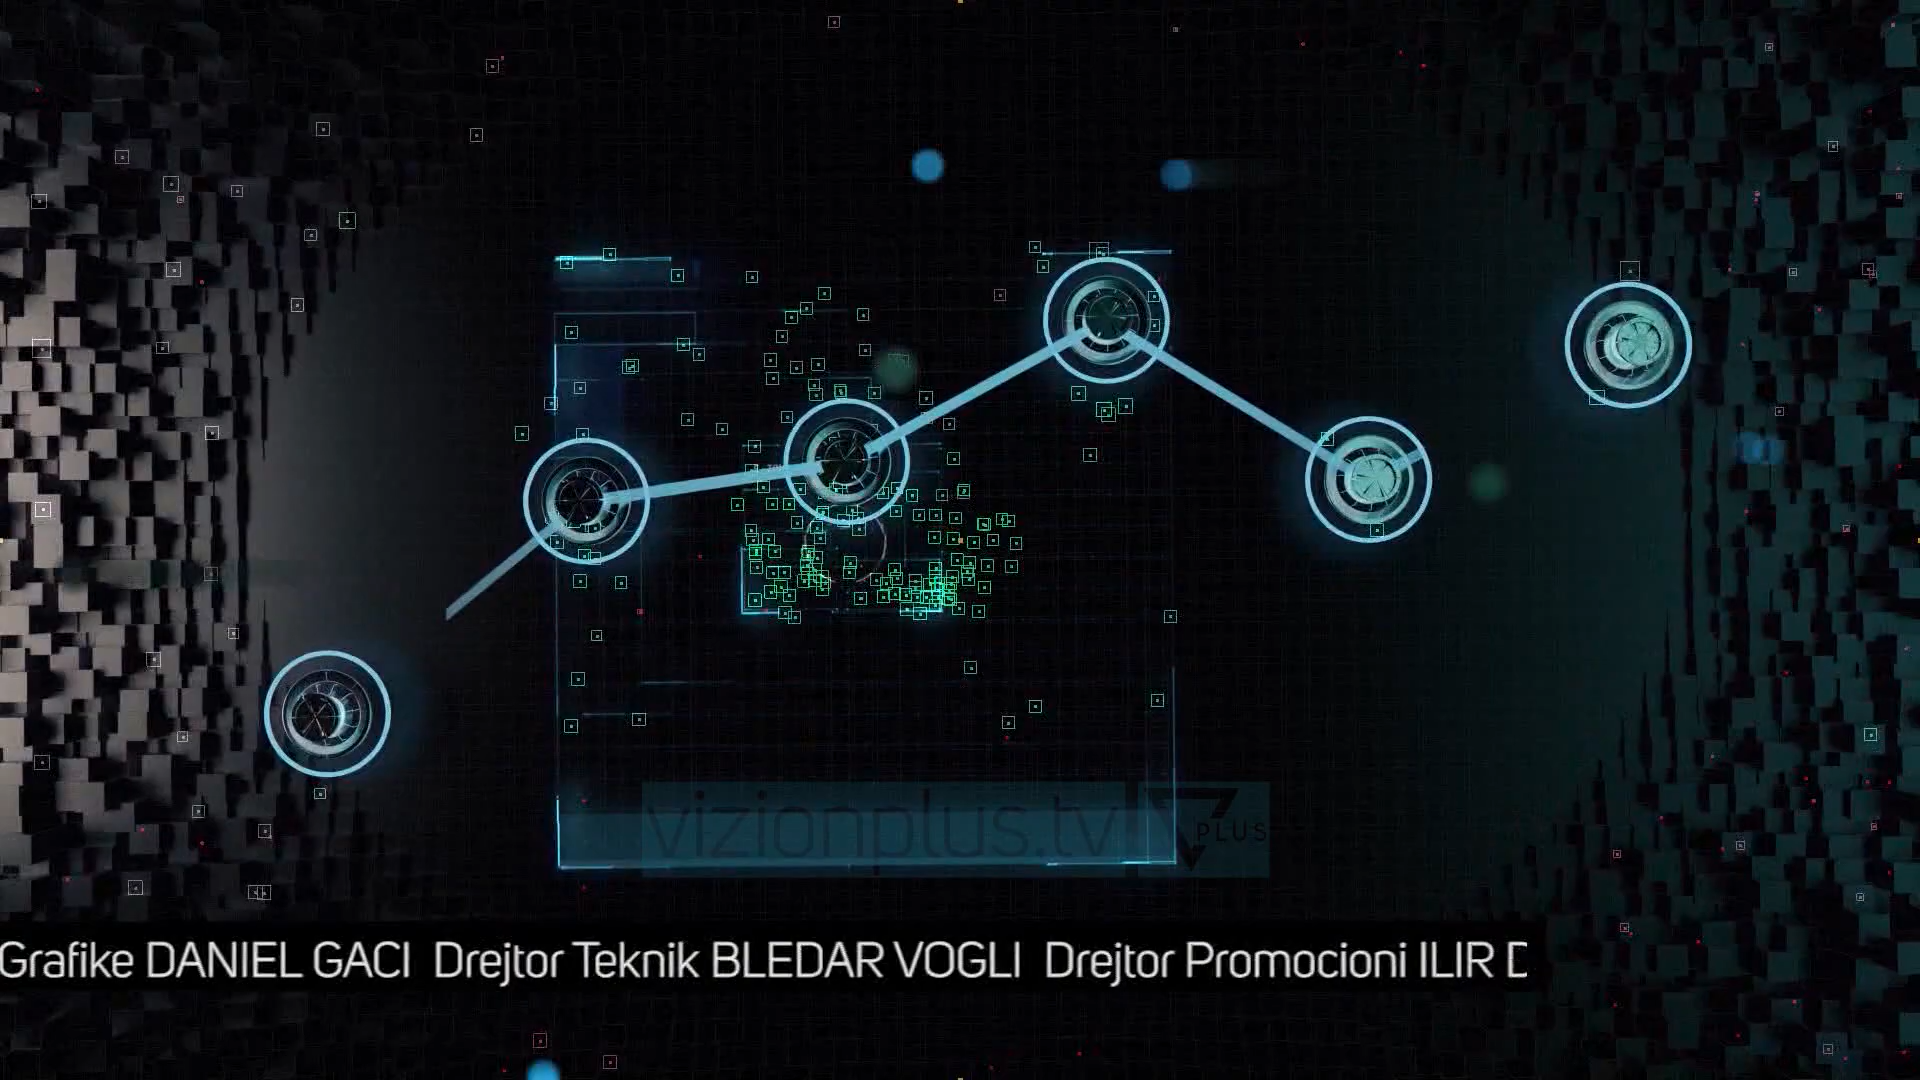 vizionplus.tv
PLUS
Grafike DANIEL GACI Drejtor Teknik BLEDAR VOGLI Drejtor Promocioni ILIR